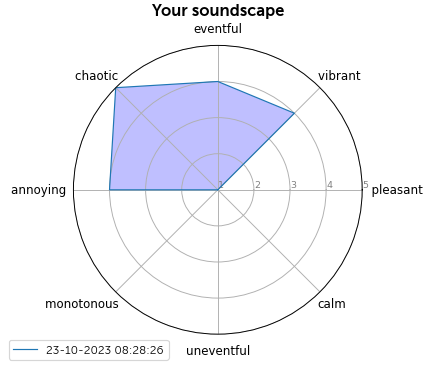 Your soundscape
eventful
chaotic
vibrant
annoying
1
2
3
4
5
pleasant
monotonous
calm
uneventful
23-10-2023 08:28:26